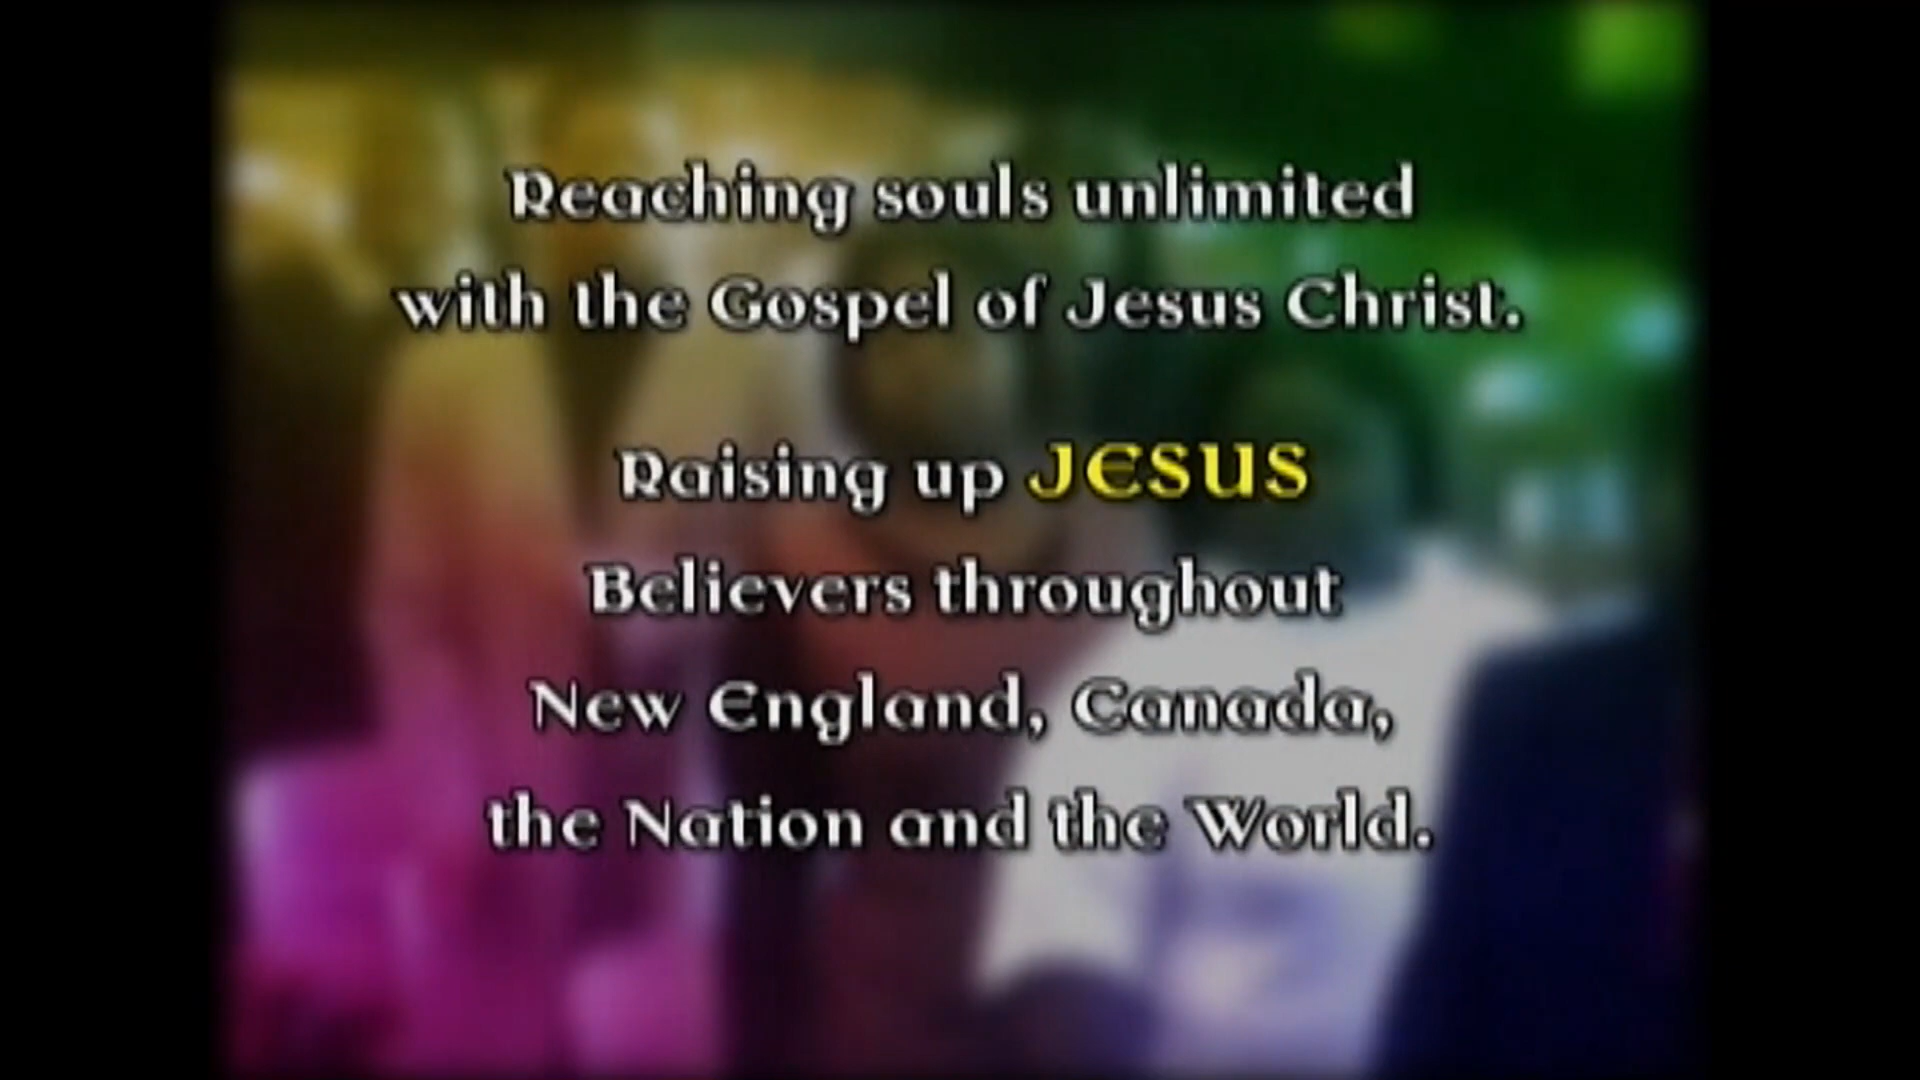 Reaching souls unlimited
with the Gospel of Jesus Christ.
Raising up JESUS
Believers throughout
New England, Canada,
the Nation and the World.